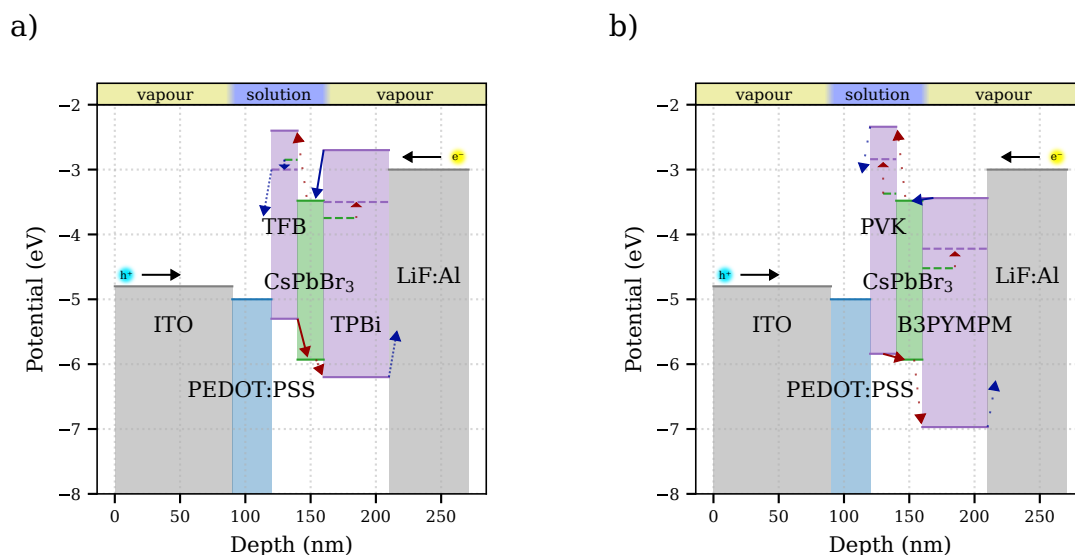 a)
vapour solution vapour
−2
−3
−4
−5
−6
−7
−8
Potential (eV)
e⁻
h⁺
TFB
CsPbBr₃
LiF:Al
ITO
TPBi
PEDOT:PSS
0 50 100 150 200 250
Depth (nm)
b)
vapour solution vapour
−2
−3
−4
−5
−6
−7
−8
Potential (eV)
e⁻
h⁺
PVK
CsPbBr₃
LiF:Al
ITO
B3PYMPM
PEDOT:PSS
0 50 100 150 200 250
Depth (nm)